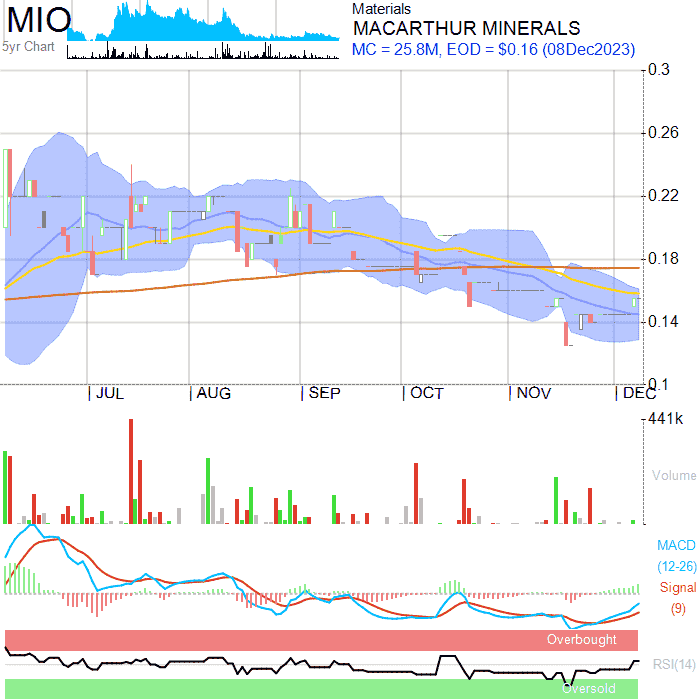 MIO
5yr Chart
Materials
MACARTHUR MINERALS
MC = 25.8M, EOD = $0.16 (08Dec2023)
0.3
0.26
0.22
0.18
0.14
0.1
JUL AUG SEP OCT NOV DEC
441k
Volume
MACD
(12-26)
Signal
(9)
Overbought
RSI(14)
Oversold